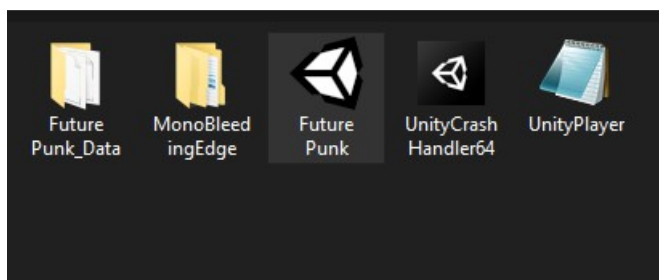 Future
Punk_Data
MonoBleed
ingEdge
Future
Punk
UnityCrash
Handler64
UnityPlayer